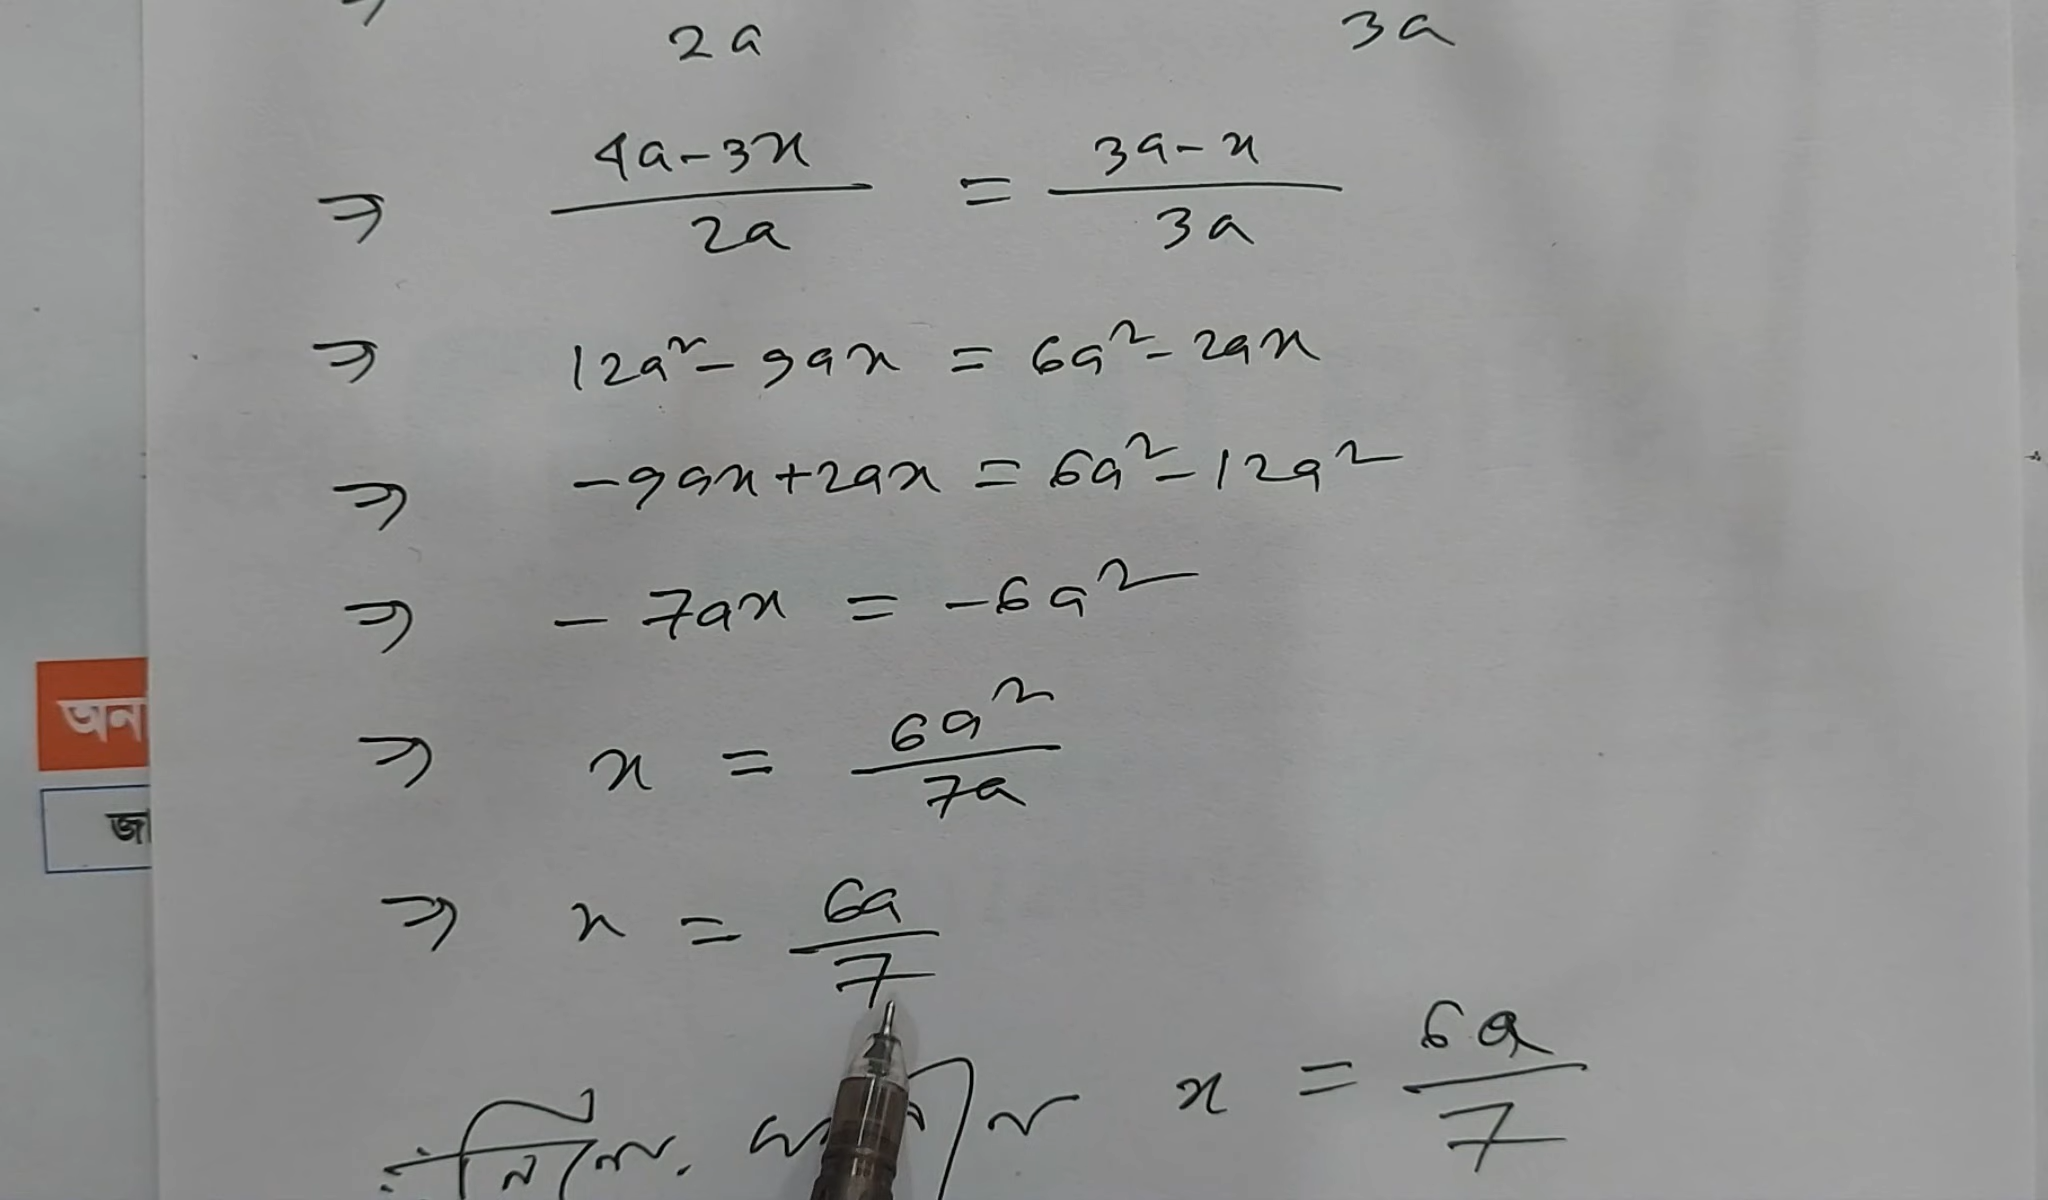 ⇒ 2a 3a
⇒ (4a-3x)/2a = (3a-x)/3a
⇒ 12a² - 9ax = 6a² - 2ax
⇒ -9ax+2ax = 6a² - 12a²
⇒ -7ax = -6a²
অন
⇒ x = 6a²/7a
জা
⇒ x = 6a/7
∴ নির্ণেয় x = 6a/7